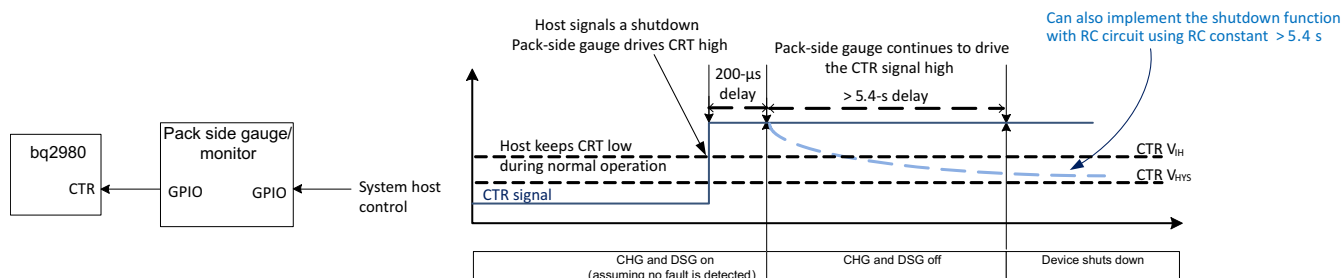 bq2980
CTR
Pack side gauge/
monitor
GPIO
GPIO
System host
control
Host signals a shutdown
Pack-side gauge drives CRT high
200-µs
delay
Pack-side gauge continues to drive
the CTR signal high
> 5.4-s delay
Can also implement the shutdown function
with RC circuit using RC constant > 5.4 s
Host keeps CRT low
during normal operation
CTR signal
CTR VIH
CTR VHYS
CHG and DSG on
(assuming no fault is detected)
CHG and DSG off
Device shuts down